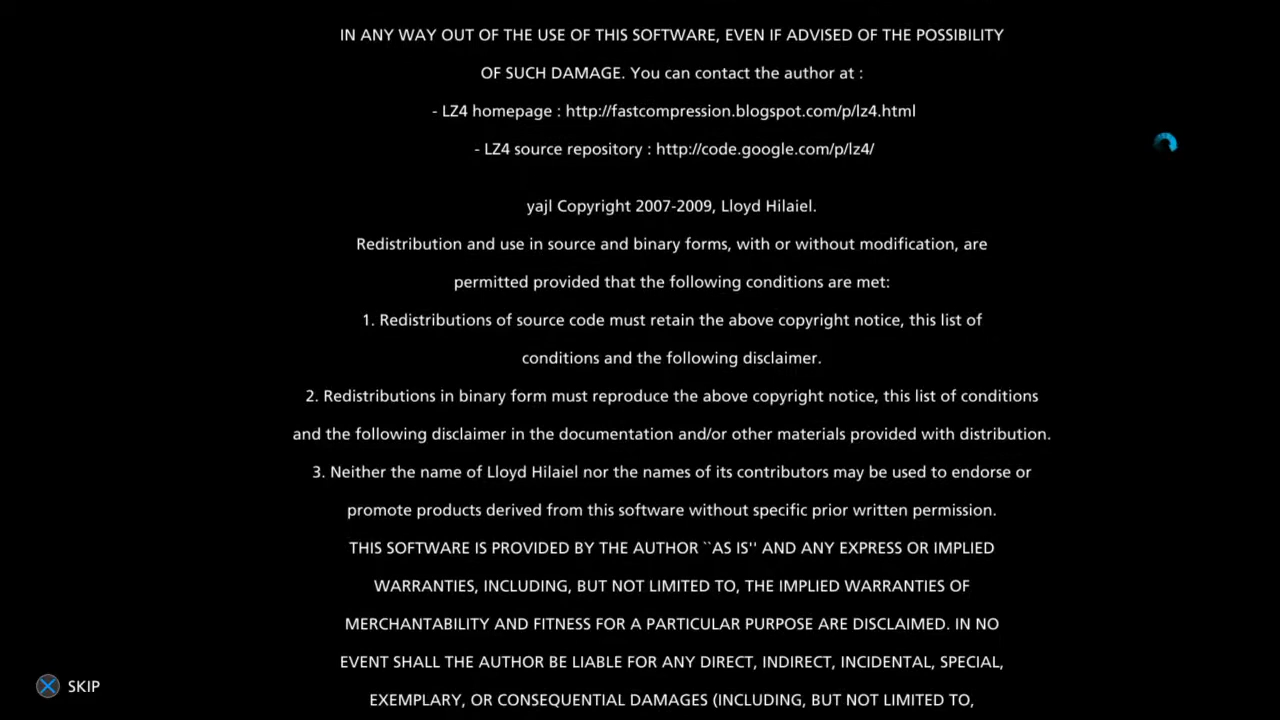 IN ANY WAY OUT OF THE USE OF THIS SOFTWARE, EVEN IF ADVISED OF THE POSSIBILITY
OF SUCH DAMAGE. You can contact the author at :
- LZ4 homepage : http://fastcompression.blogspot.com/p/lz4.html
- LZ4 source repository : http://code.google.com/p/lz4/
yajl Copyright 2007-2009, Lloyd Hilaiel.
Redistribution and use in source and binary forms, with or without modification, are
permitted provided that the following conditions are met:
1. Redistributions of source code must retain the above copyright notice, this list of
conditions and the following disclaimer.
2. Redistributions in binary form must reproduce the above copyright notice, this list of conditions
and the following disclaimer in the documentation and/or other materials provided with distribution.
3. Neither the name of Lloyd Hilaiel nor the names of its contributors may be used to endorse or
promote products derived from this software without specific prior written permission.
THIS SOFTWARE IS PROVIDED BY THE AUTHOR ``AS IS'' AND ANY EXPRESS OR IMPLIED
WARRANTIES, INCLUDING, BUT NOT LIMITED TO, THE IMPLIED WARRANTIES OF
MERCHANTABILITY AND FITNESS FOR A PARTICULAR PURPOSE ARE DISCLAIMED. IN NO
EVENT SHALL THE AUTHOR BE LIABLE FOR ANY DIRECT, INDIRECT, INCIDENTAL, SPECIAL,
EXEMPLARY, OR CONSEQUENTIAL DAMAGES (INCLUDING, BUT NOT LIMITED TO,
SKIP